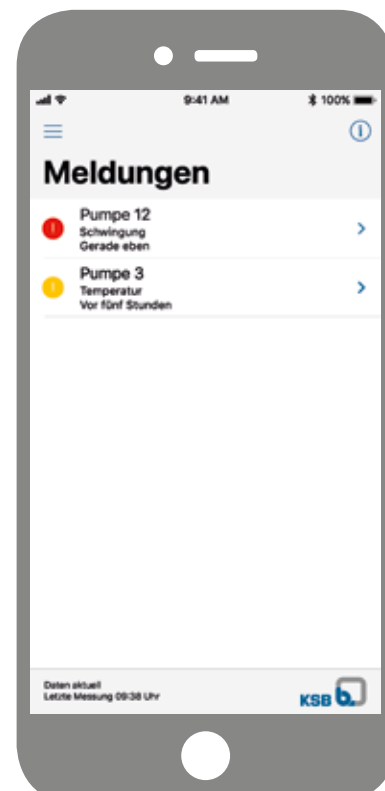 9:41 AM 100%
Meldungen
Pumpe 12
Schwingung
Gerade eben
Pumpe 3
Temperatur
Vor fünf Stunden
Daten aktuell
Letzte Messung 09:38 Uhr
KSB b.